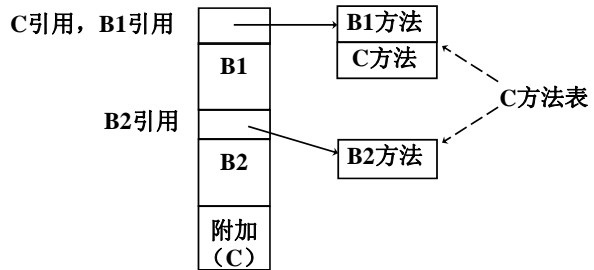 C引用，B1引用
B1方法
B1
C方法
C方法表
B2引用
B2
B2方法
附加
（C）